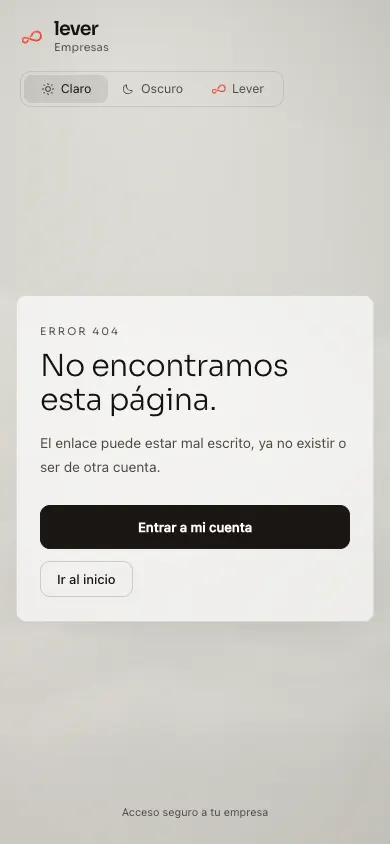 lever
Empresas
Claro
Oscuro
Lever
ERROR 404
No encontramos
esta página.
El enlace puede estar mal escrito, ya no existir o
ser de otra cuenta.
Entrar a mi cuenta
Ir al inicio
Acceso seguro a tu empresa